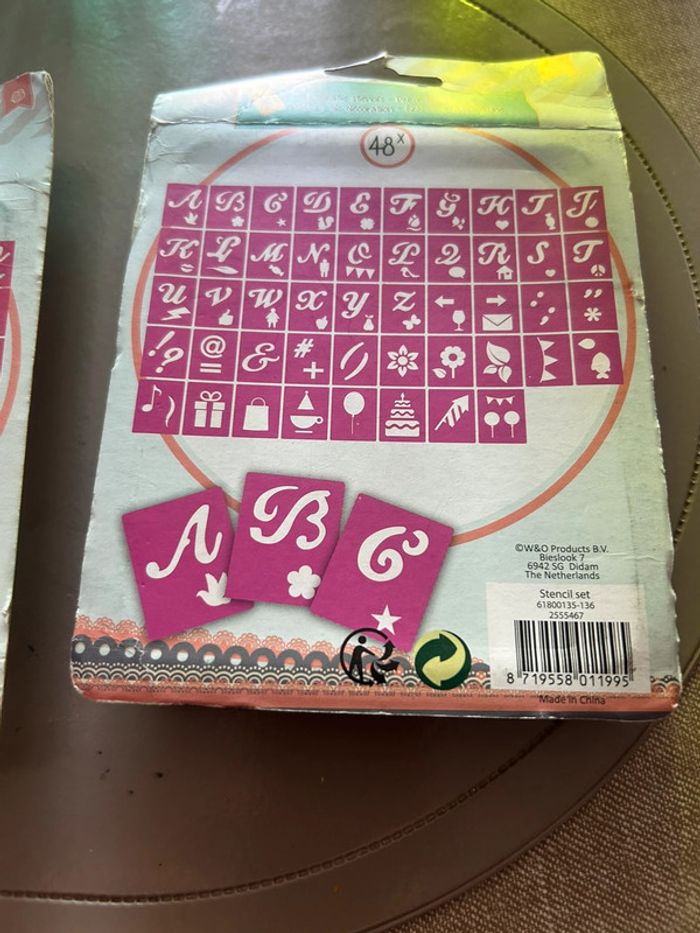 48x
A B C D E F G H I J
K L M N O P Q R S T
U V W X Y Z ← → " *
!? @ = & # +
A B C
©W&O Products B.V.
Bieslook 7
6942 SG Didam
The Netherlands
Stencil set
61800135-136
2555467
8 719558 011995
Made in China